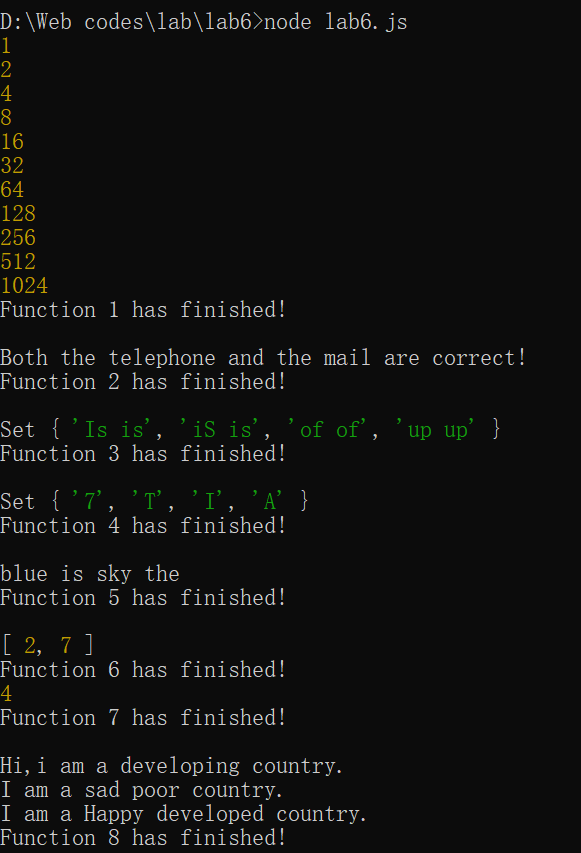 D:\Web codes\lab\lab6>node lab6.js
1
2
4
8
16
32
64
128
256
512
1024
Function 1 has finished!
Both the telephone and the mail are correct!
Function 2 has finished!
Set { 'Is is', 'iS is', 'of of', 'up up' }
Function 3 has finished!
Set { '7', 'T', 'I', 'A' }
Function 4 has finished!
blue is sky the
Function 5 has finished!
[ 2, 7 ]
Function 6 has finished!
4
Function 7 has finished!
Hi,i am a developing country.
I am a sad poor country.
I am a Happy developed country.
Function 8 has finished!